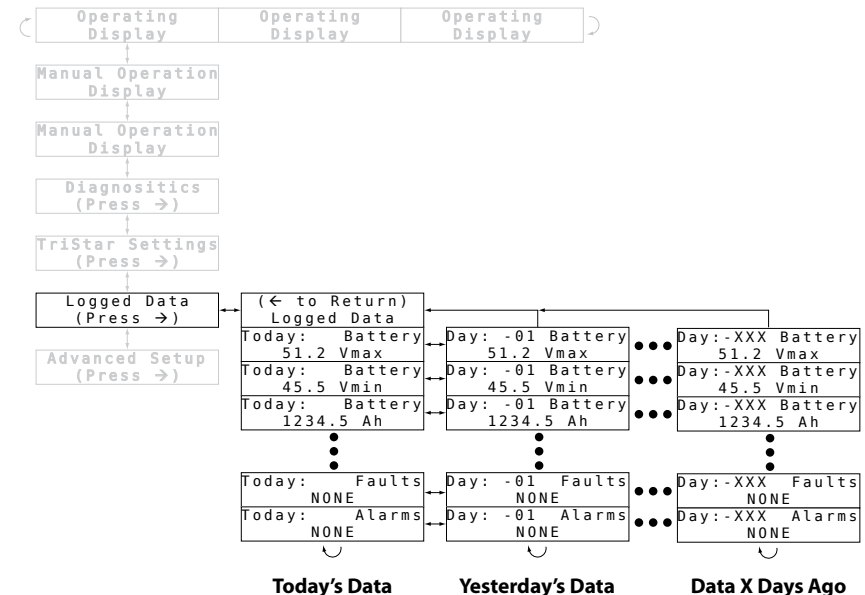 Operating Operating Operating
Display Display Display
Manual Operation
Display
Manual Operation
Display
Diagnositics
(Press →)
TriStar Settings
(Press →)
Logged Data (← to Return)
(Press →) Logged Data
Today: Battery Day: -01 Battery Day:-XXX Battery
51.2 Vmax 51.2 Vmax 51.2 Vmax
Advanced Setup
(Press →)
Today: Battery Day: -01 Battery Day:-XXX Battery
45.5 Vmin 45.5 Vmin 45.5 Vmin
Today: Battery Day: -01 Battery Day:-XXX Battery
1234.5 Ah 1234.5 Ah 1234.5 Ah
Today: Faults Day: -01 Faults Day:-XXX Faults
NONE NONE NONE
Today: Alarms Day: -01 Alarms Day:-XXX Alarms
NONE NONE NONE
Today’s Data Yesterday’s Data Data X Days Ago